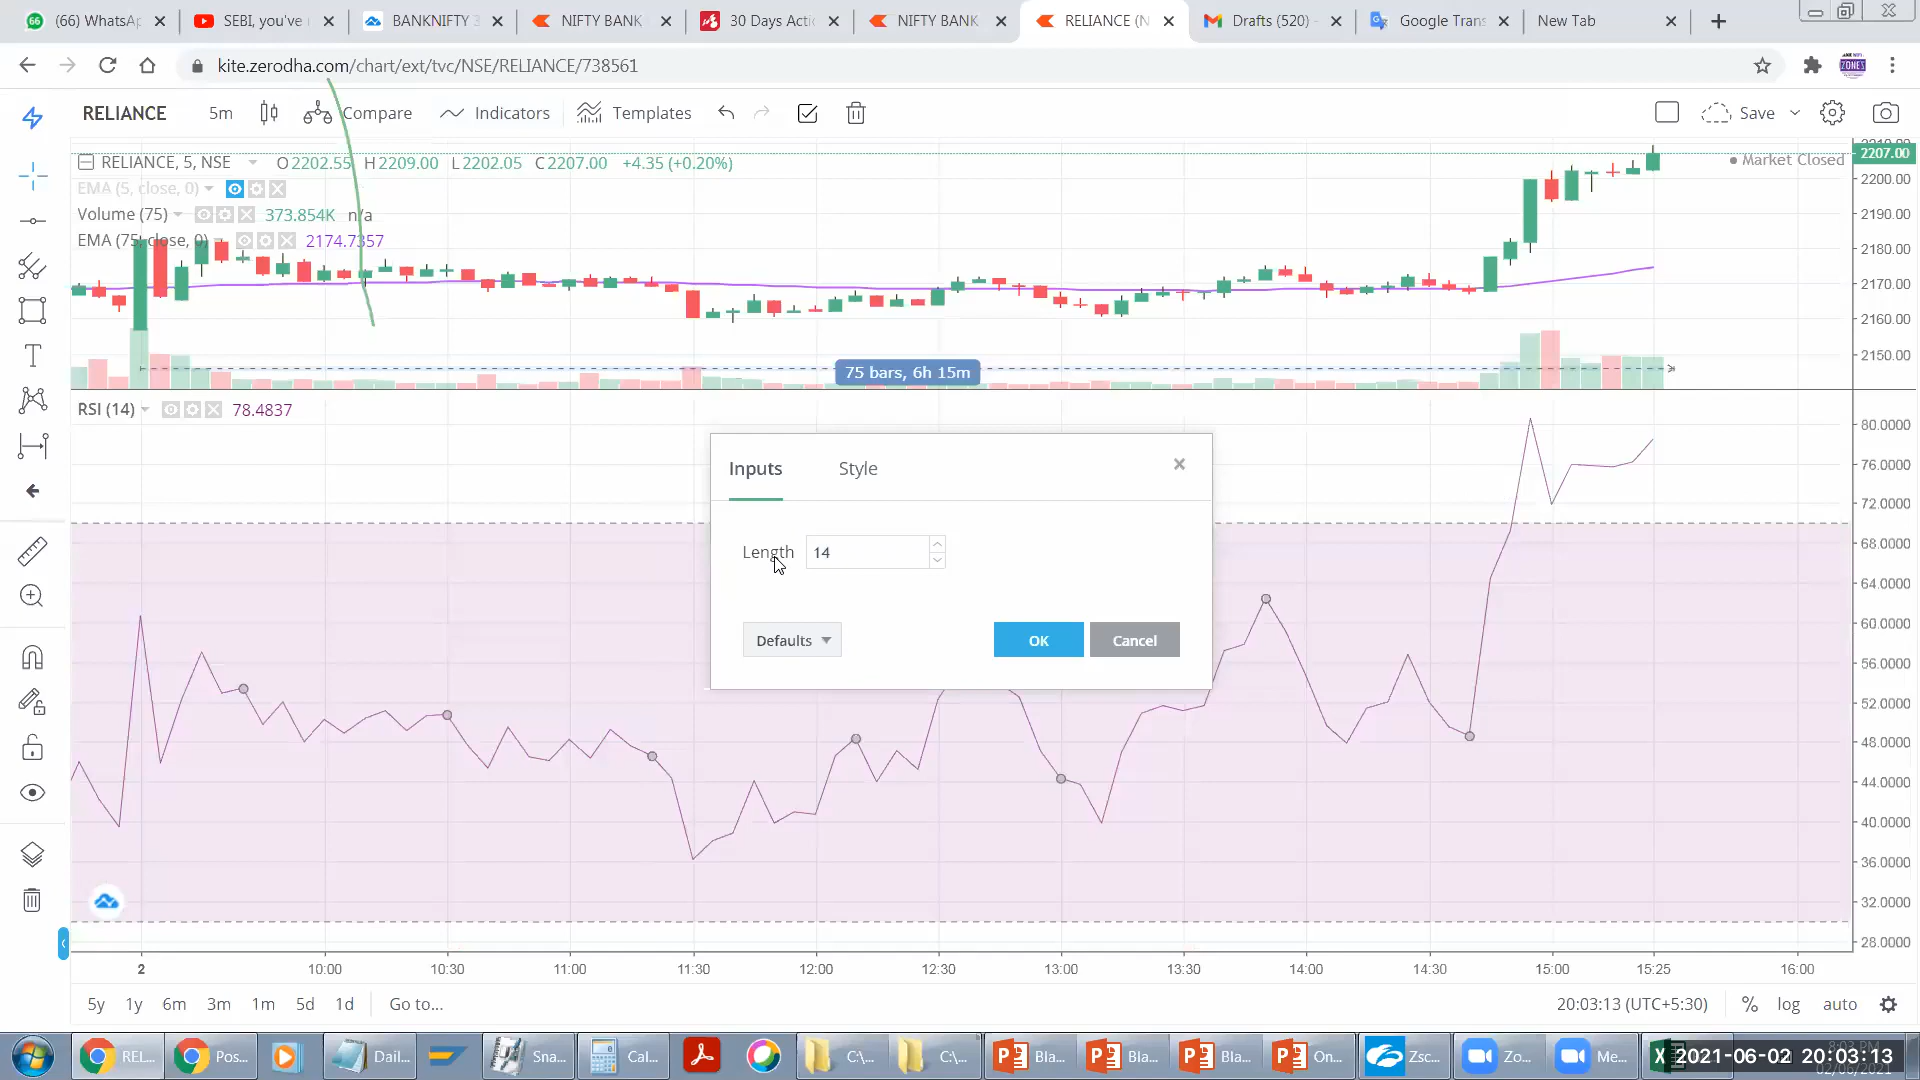 (66) WhatsA
SEBI, you've
BANKNIFTY 3
NIFTY BANK
30 Days Acti
NIFTY BANK
RELIANCE (N
Drafts (520) -
Google Trans
New Tab
kite.zerodha.com/chart/ext/tvc/NSE/RELIANCE/738561
RELIANCE 5m Compare Indicators Templates Save
RELIANCE, 5, NSE O2202.55 H2209.00 L2202.05 C2207.00 +4.35 (+0.20%)
Market Closed
EMA (5, close, 0)
Volume (75) 373.854K n/a
EMA (75, close, 0) 2174.7357
2207.00
2200.00
2190.00
2180.00
2170.00
2160.00
2150.00
75 bars, 6h 15m
RSI (14) 78.4837
Inputs Style
Length 14
Defaults OK Cancel
80.0000
76.0000
72.0000
68.0000
64.0000
60.0000
56.0000
52.0000
48.0000
44.0000
40.0000
36.0000
32.0000
28.0000
2 10:00 10:30 11:00 11:30 12:00 12:30 13:00 13:30 14:00 14:30 15:00 15:25 16:00
5y 1y 6m 3m 1m 5d 1d Go to... 20:03:13 (UTC+5:30) % log auto
REL... Pos... Dail... Sna... Cal... C:\... C:\... Bla... Bla... Bla... On... Zsc... Zo... Me...
2021-06-02 20:03:13
02/06/2021